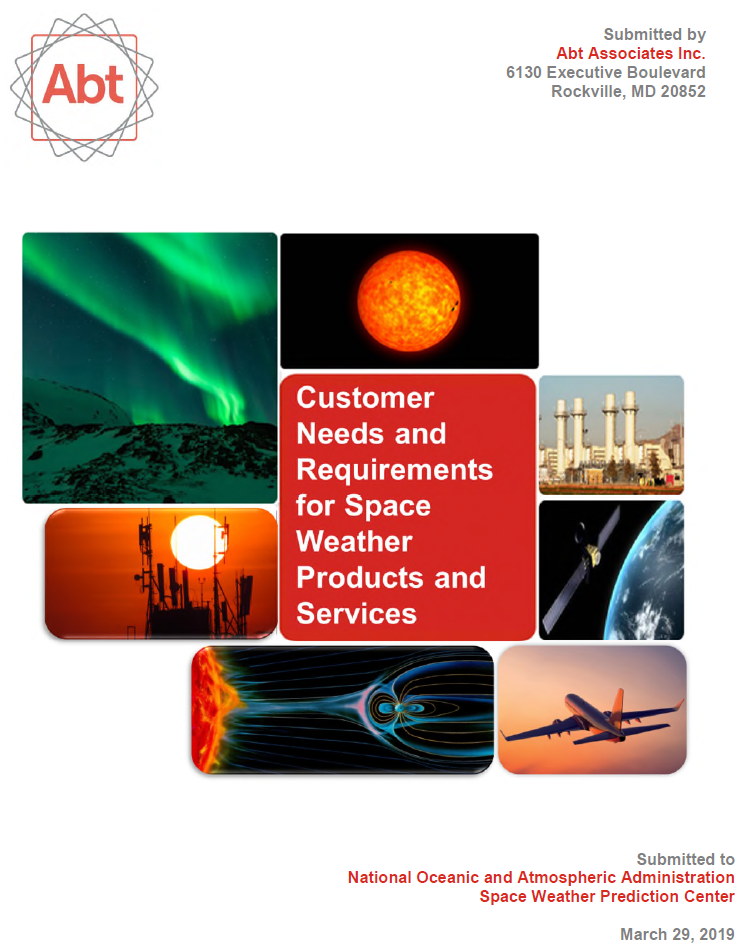 Abt
Submitted by
Abt Associates Inc.
6130 Executive Boulevard
Rockville, MD 20852
Customer
Needs and
Requirements
for Space
Weather
Products and
Services
Submitted to
National Oceanic and Atmospheric Administration
Space Weather Prediction Center
March 29, 2019